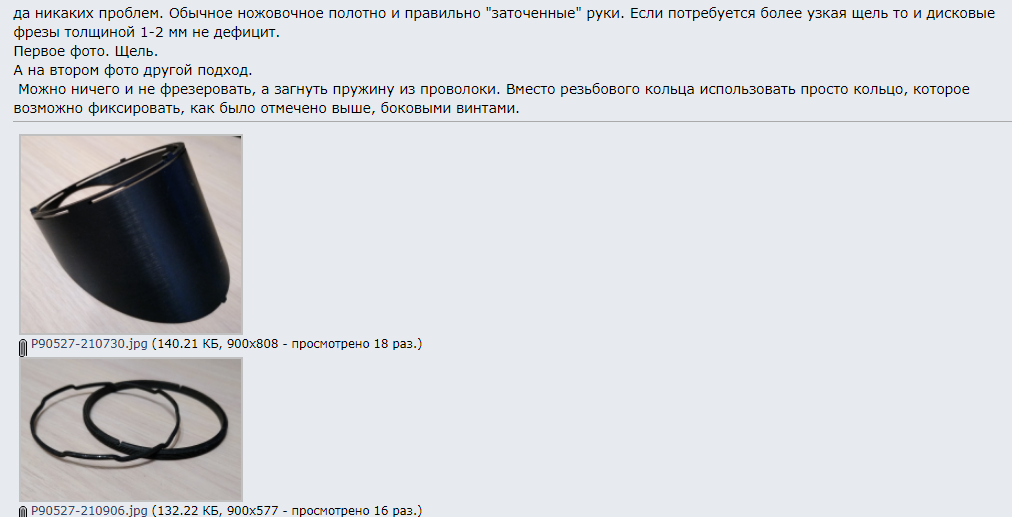 да никаких проблем. Обычное ножовочное полотно и правильно "заточенные" руки. Если потребуется более узкая щель то и дисковые
фрезы толщиной 1-2 мм не дефицит.
Первое фото. Щель.
А на втором фото другой подход.
Можно ничего и не фрезеровать, а загнуть пружину из проволоки. Вместо резьбового кольца использовать просто кольцо, которое
возможно фиксировать, как было отмечено выше, боковыми винтами.
P90527-210730.jpg (140.21 КБ, 900x808 - просмотрено 18 раз.)
P90527-210906.jpg (132.22 КБ, 900x577 - просмотрено 16 раз.)